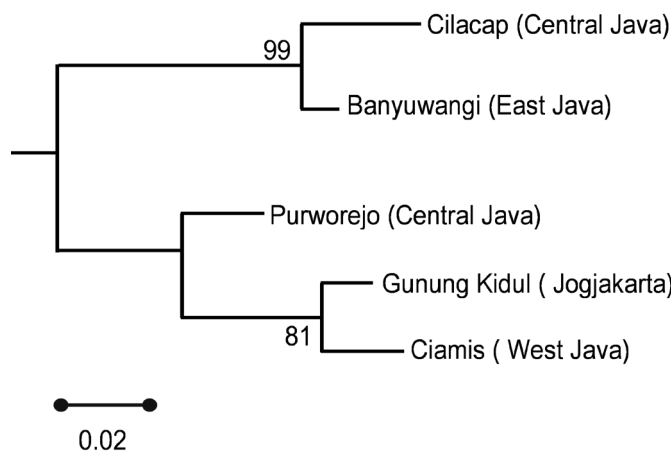 Cilacap (Central Java)
99
Banyuwangi (East Java)
Purworejo (Central Java)
Gunung Kidul ( Jogjakarta)
81
Ciamis ( West Java)
0.02